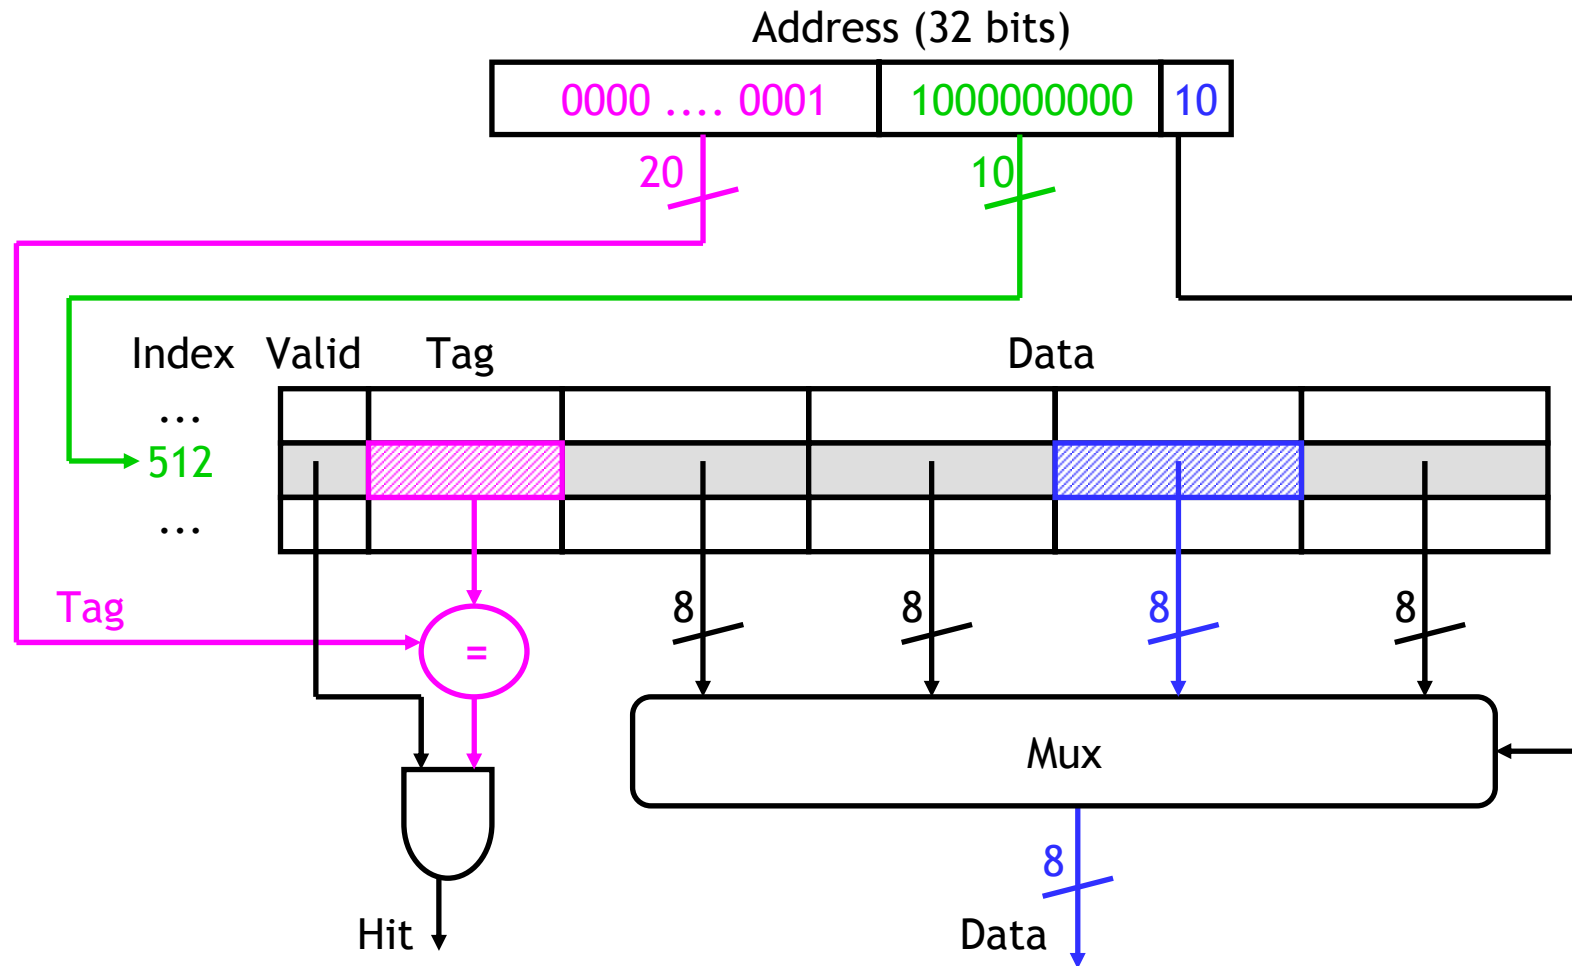 Address (32 bits)
0000 .... 0001 1000000000 10
20 10
Index Valid Tag Data
...
512
...
Tag 8 8 8 8
=
Mux
8
Hit Data